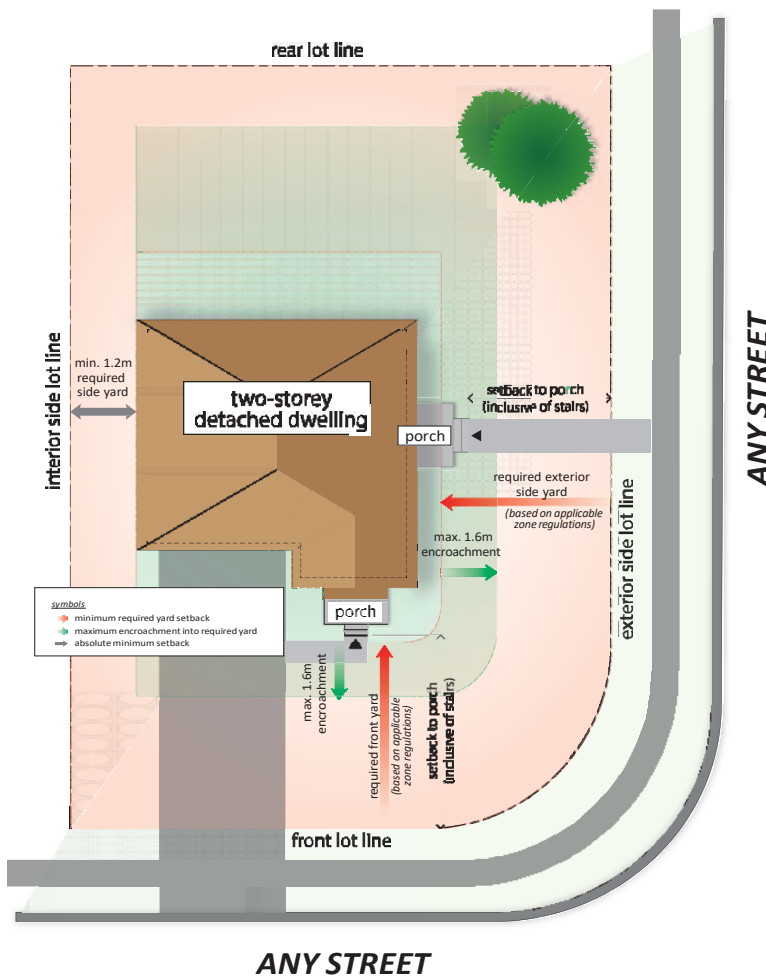 rear lot line
interior side lot line
min. 1.2m
required
side yard
two-storey
detached dwelling
setback to porch
(inclusive of stairs)
porch
required exterior
side yard
(based on applicable
zone regulations)
max. 1.6m
encroachment
exterior side lot line
ANY STREET
symbols
minimum required yard setback
maximum encroachment into required yard
absolute minimum setback
porch
max. 1.6m
encroachment
required front yard
(based on applicable
zone regulations)
setback to porch
(inclusive of stairs)
front lot line
ANY STREET